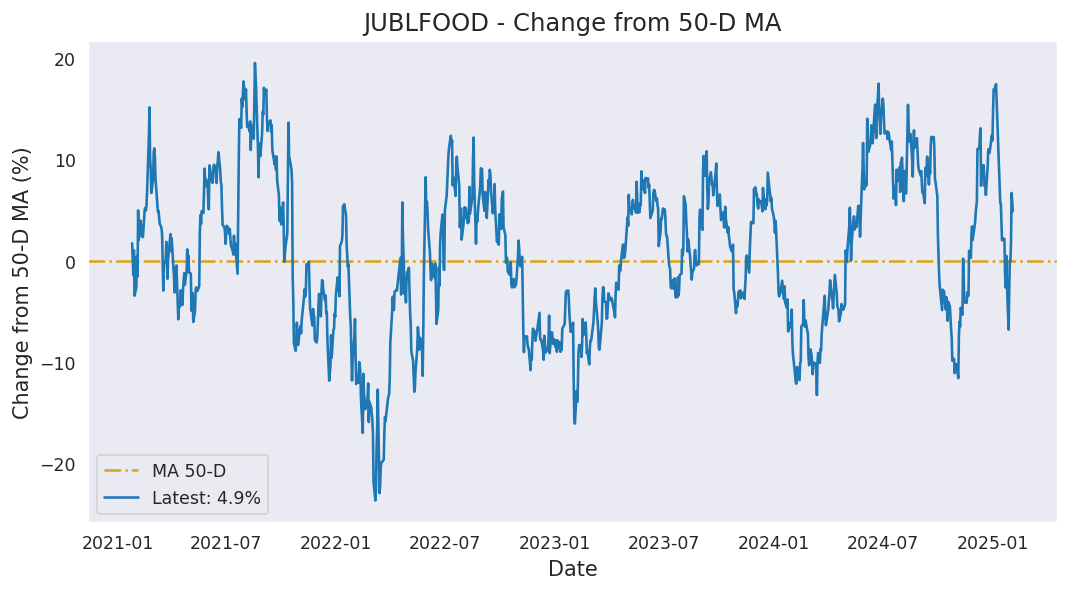 JUBLFOOD - Change from 50-D MA
Change from 50-D MA (%)
20
10
0
−10
−20
MA 50-D
Latest: 4.9%
2021-01 2021-07 2022-01 2022-07 2023-01 2023-07 2024-01 2024-07 2025-01
Date